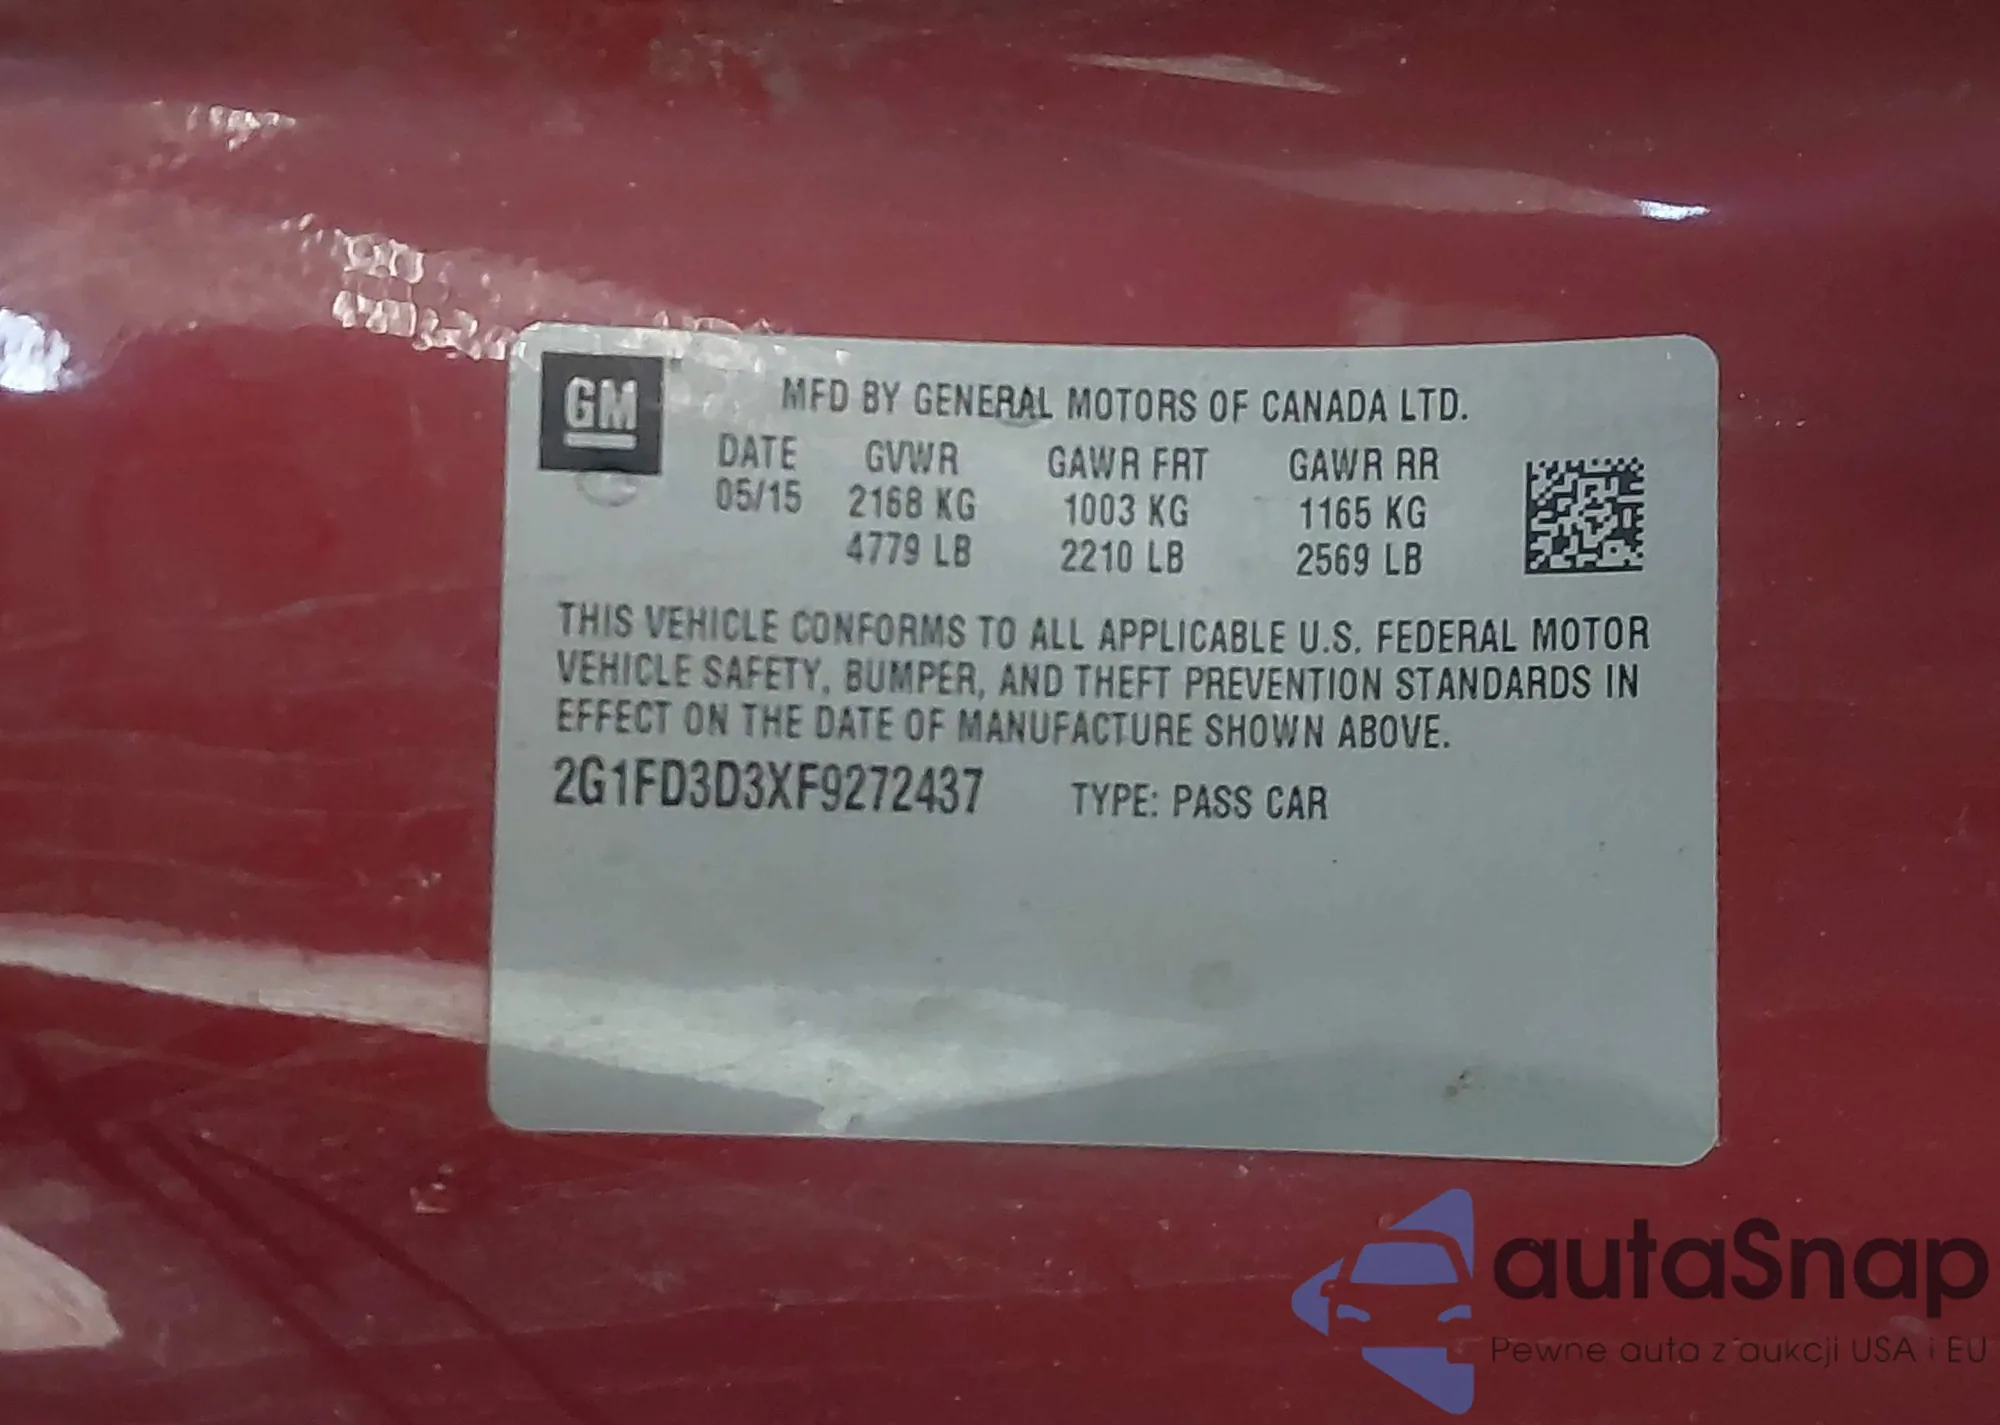 GM
MFD BY GENERAL MOTORS OF CANADA LTD.
DATE GVWR GAWR FRT GAWR RR
05/15 2168 KG 1003 KG 1165 KG
4779 LB 2210 LB 2569 LB
THIS VEHICLE CONFORMS TO ALL APPLICABLE U.S. FEDERAL MOTOR
VEHICLE SAFETY, BUMPER, AND THEFT PREVENTION STANDARDS IN
EFFECT ON THE DATE OF MANUFACTURE SHOWN ABOVE.
2G1FD3D3XF9272437 TYPE: PASS CAR
autaSnap
Pewne auta z aukcji USA i EU